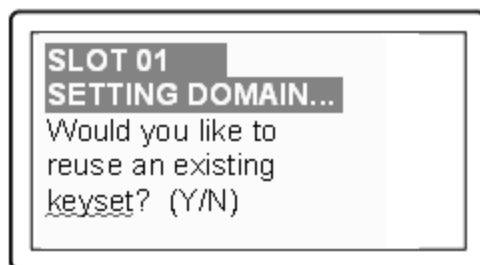 SLOT 01
SETTING DOMAIN...
Would you like to
reuse an existing
keyset? (Y/N)